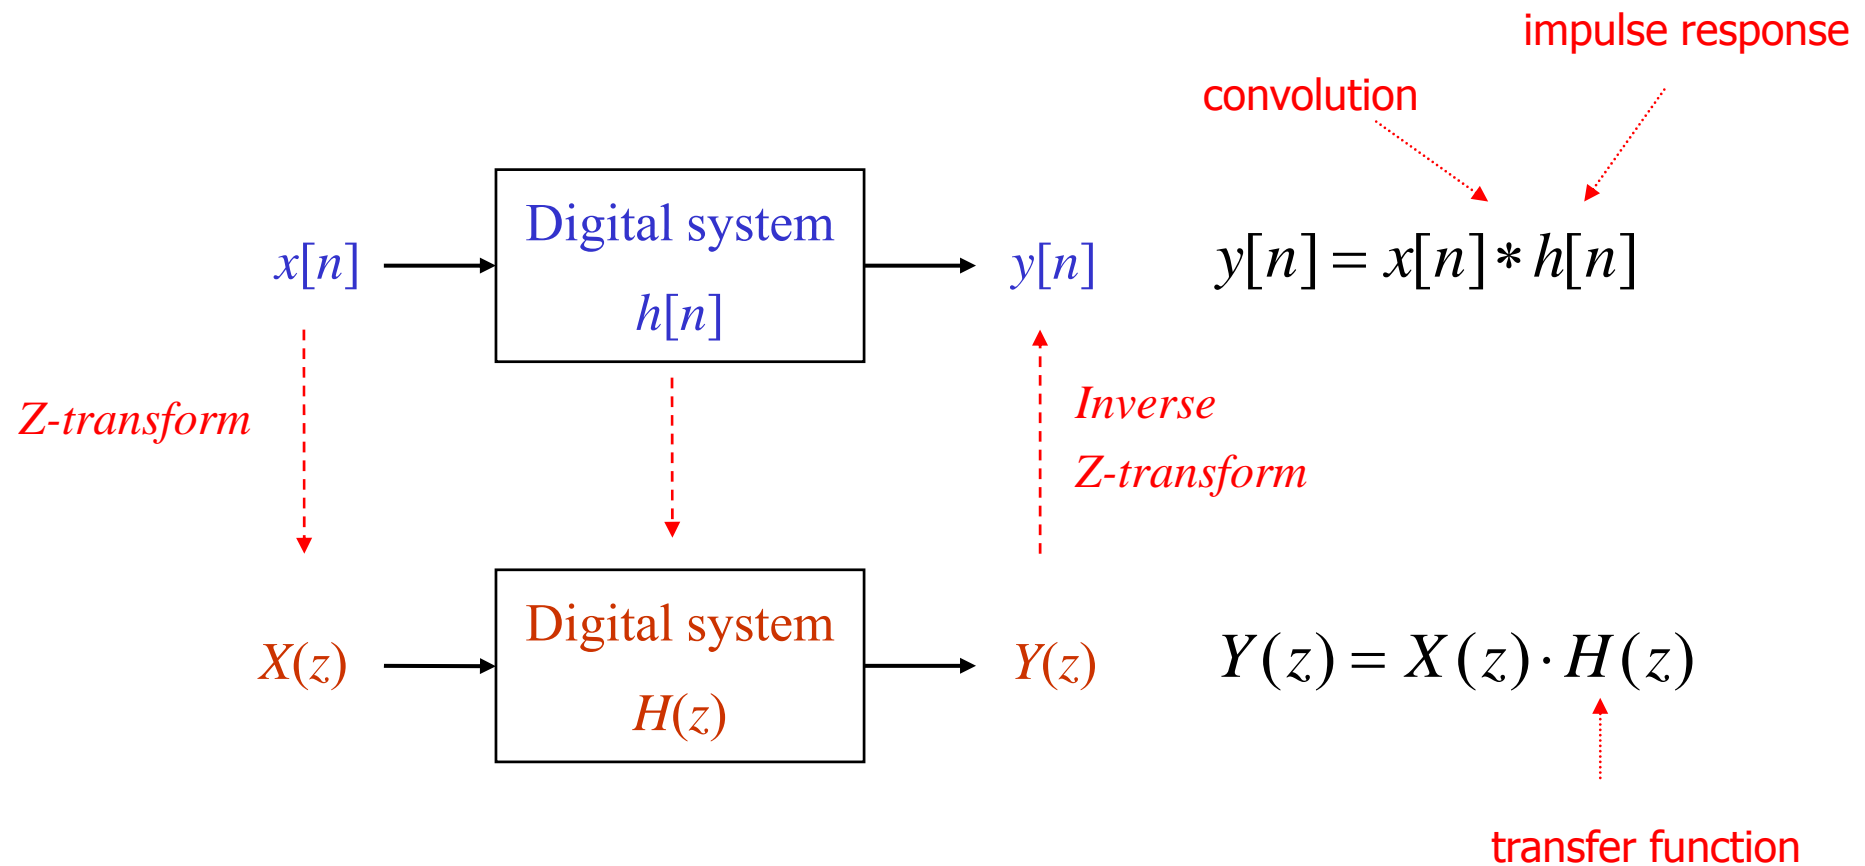 impulse response
convolution
Digital system
x[n]
h[n]
y[n]
y[n] = x[n] * h[n]
Z-transform
Inverse
Z-transform
Digital system
X(z)
H(z)
Y(z)
Y(z) = X(z) · H(z)
transfer function